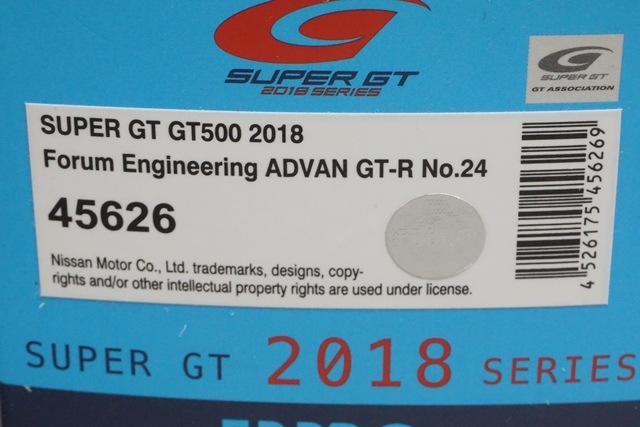 SUPER GT
2018 SERIES
SUPER GT
GT ASSOCIATION
SUPER GT GT500 2018
Forum Engineering ADVAN GT-R No.24
45626
Nissan Motor Co., Ltd. trademarks, designs, copy-
rights and/or other intellectual property rights are used under license.
4 526175 456269
SUPER GT 2018 SERIES